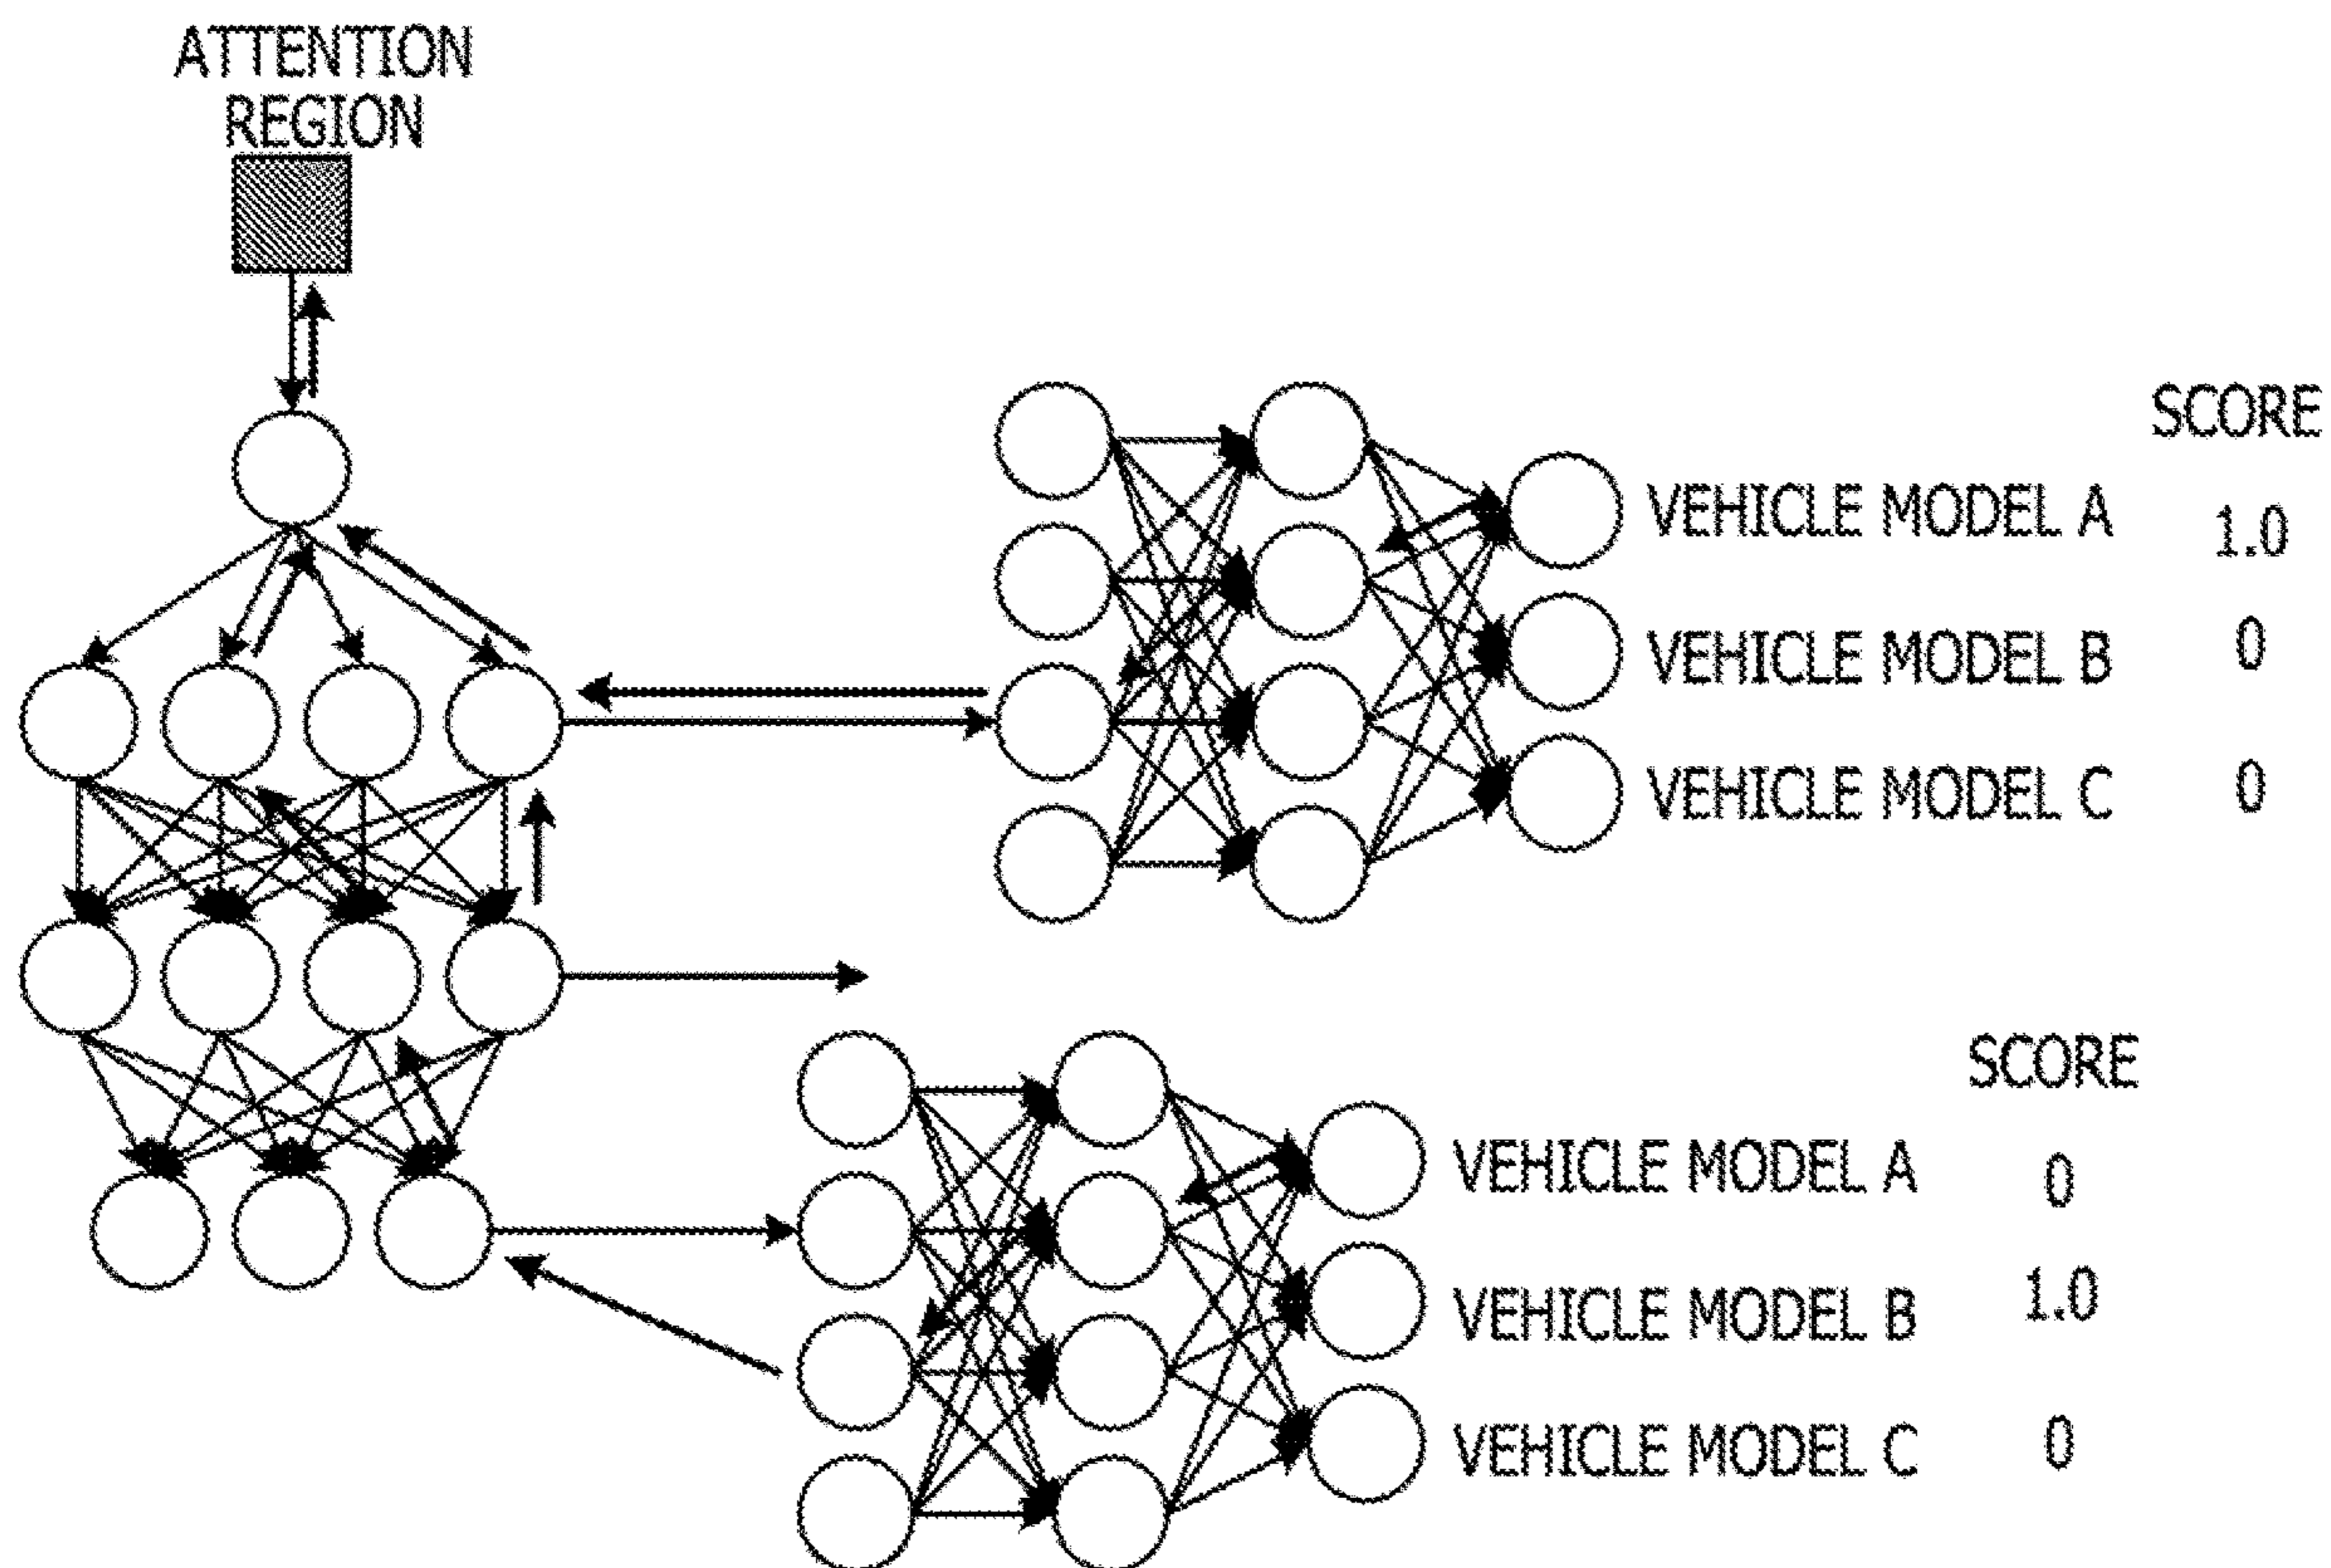 ATTENTION
REGION
SCORE
VEHICLE MODEL A 1.0
VEHICLE MODEL B 0
VEHICLE MODEL C 0
SCORE
VEHICLE MODEL A 0
VEHICLE MODEL B 1.0
VEHICLE MODEL C 0